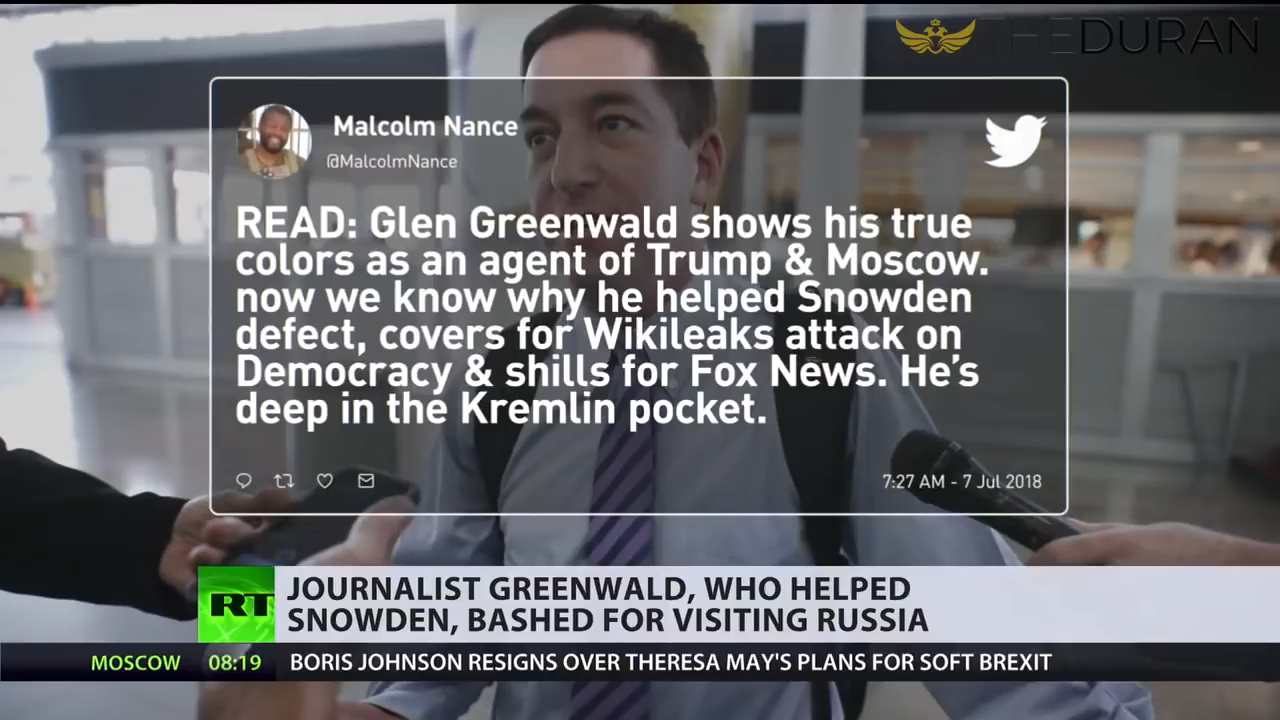 THEDURAN
Malcolm Nance
@MalcolmNance
READ: Glen Greenwald shows his true
colors as an agent of Trump & Moscow.
now we know why he helped Snowden
defect, covers for Wikileaks attack on
Democracy & shills for Fox News. He's
deep in the Kremlin pocket.
7:27 AM - 7 Jul 2018
RT
JOURNALIST GREENWALD, WHO HELPED
SNOWDEN, BASHED FOR VISITING RUSSIA
MOSCOW 08:19 BORIS JOHNSON RESIGNS OVER THERESA MAY'S PLANS FOR SOFT BREXIT